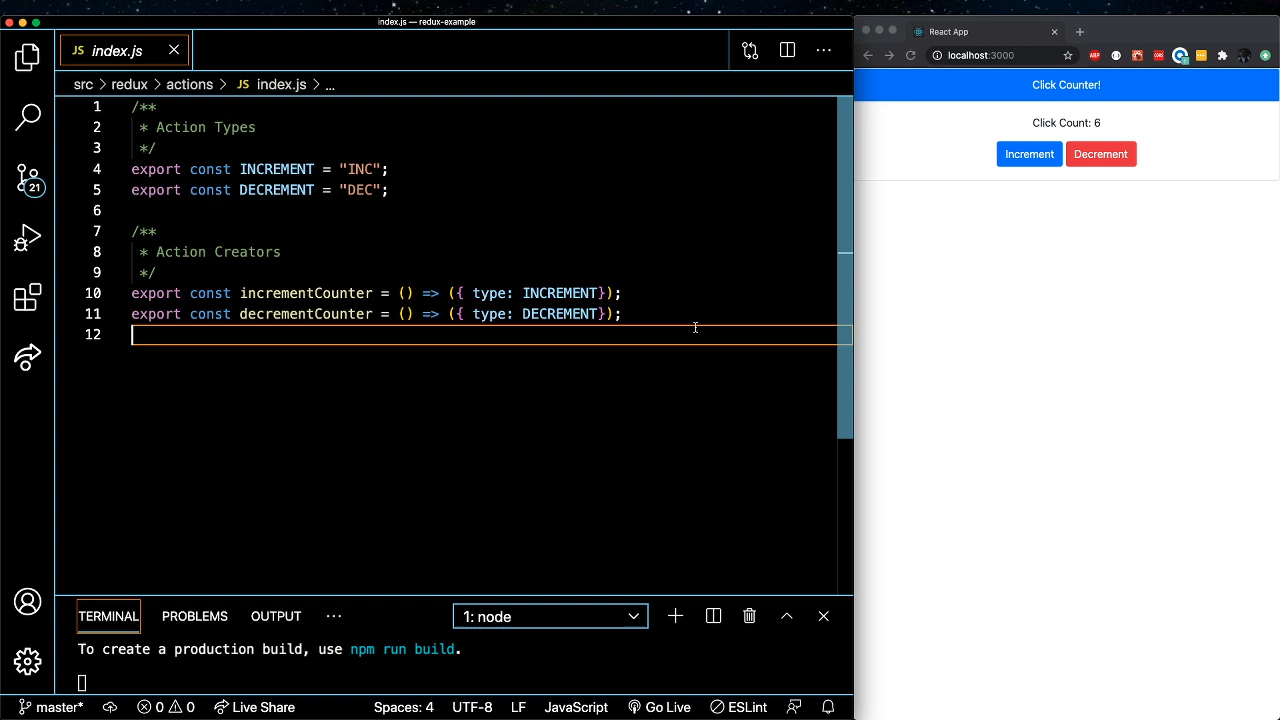 index.js — redux-example
JS index.js
src > redux > actions > JS index.js > ...
1 /**
2 * Action Types
3 */
4 export const INCREMENT = "INC";
5 export const DECREMENT = "DEC";
6
7 /**
8 * Action Creators
9 */
10 export const incrementCounter = () => ({ type: INCREMENT});
11 export const decrementCounter = () => ({ type: DECREMENT});
12
21
TERMINAL PROBLEMS OUTPUT ... 1: node
To create a production build, use npm run build.
master* 0 0 Live Share Spaces: 4 UTF-8 LF JavaScript Go Live ESLint
React App
localhost:3000
ABP
Click Counter!
Click Count: 6
Increment Decrement